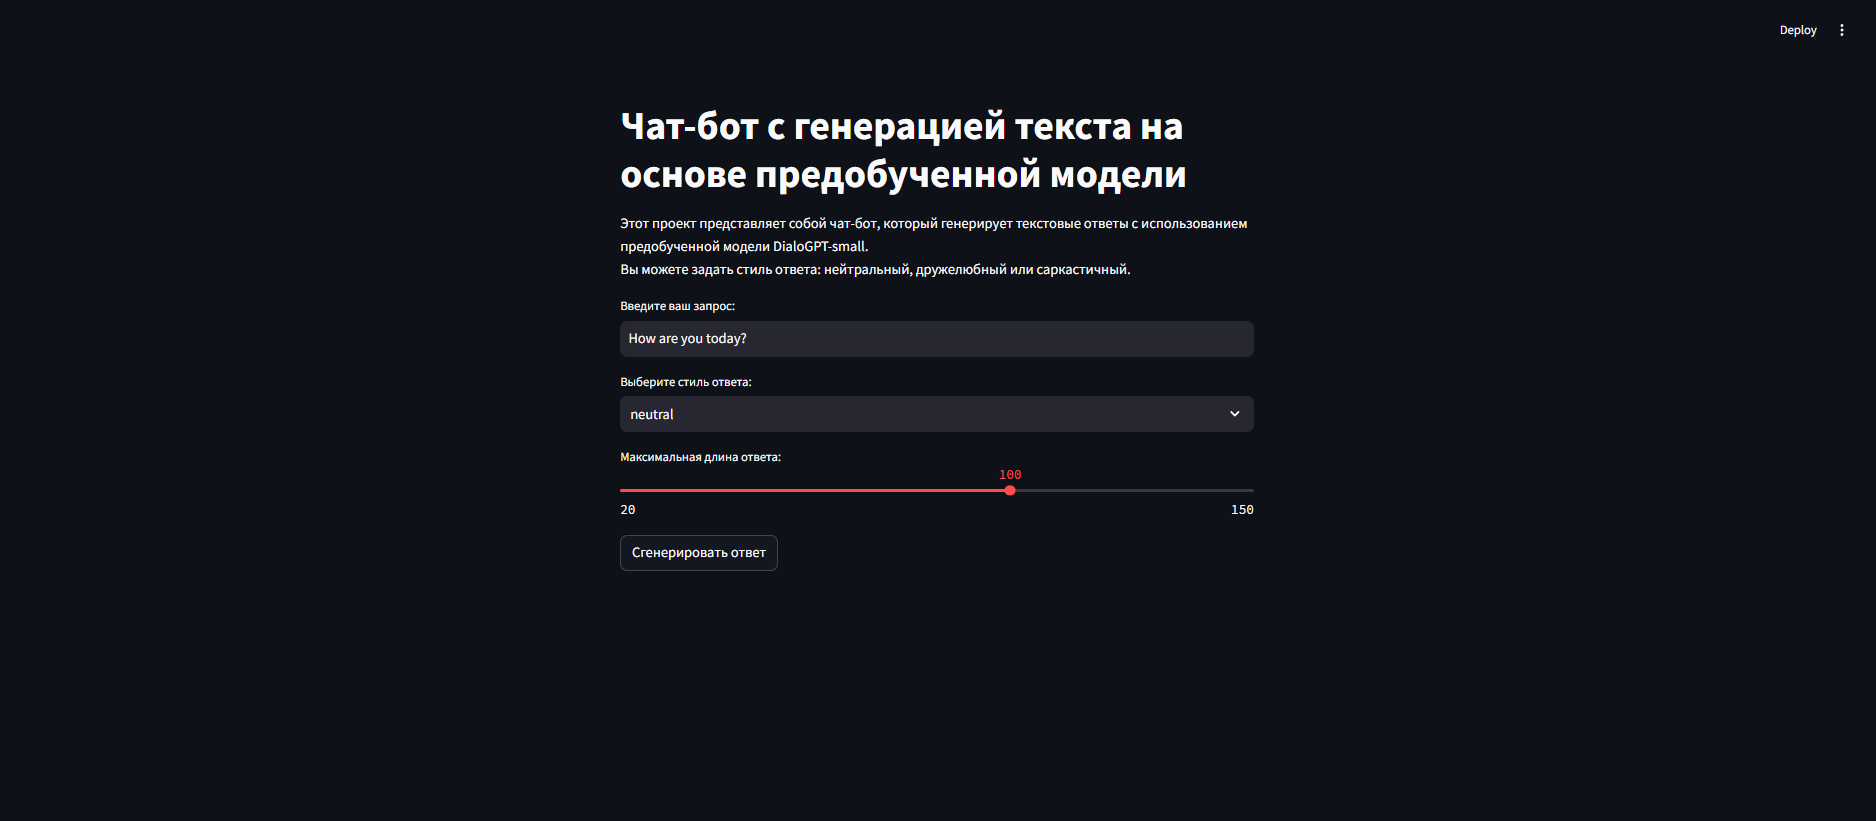 Deploy
Чат-бот с генерацией текста на
основе предобученной модели
Этот проект представляет собой чат-бот, который генерирует текстовые ответы с использованием
предобученной модели DialoGPT-small.
Вы можете задать стиль ответа: нейтральный, дружелюбный или саркастичный.
Введите ваш запрос:
How are you today?
Выберите стиль ответа:
neutral
Максимальная длина ответа:
100
20 150
Сгенерировать ответ